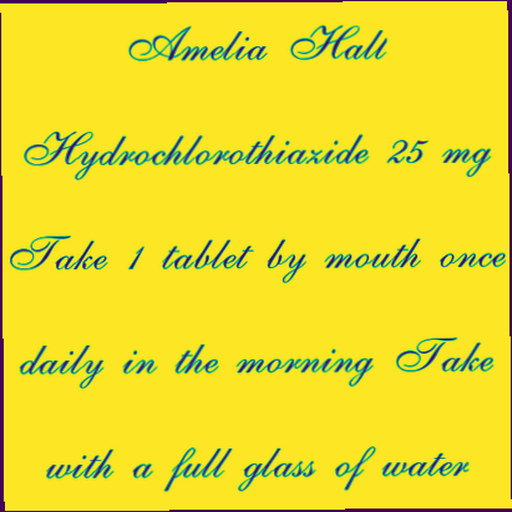 Amelia Halt
Hydrochlorothiazide 25 mg
Take 1 tablet by mouth once
daily in the morning Take
with a full glass of water